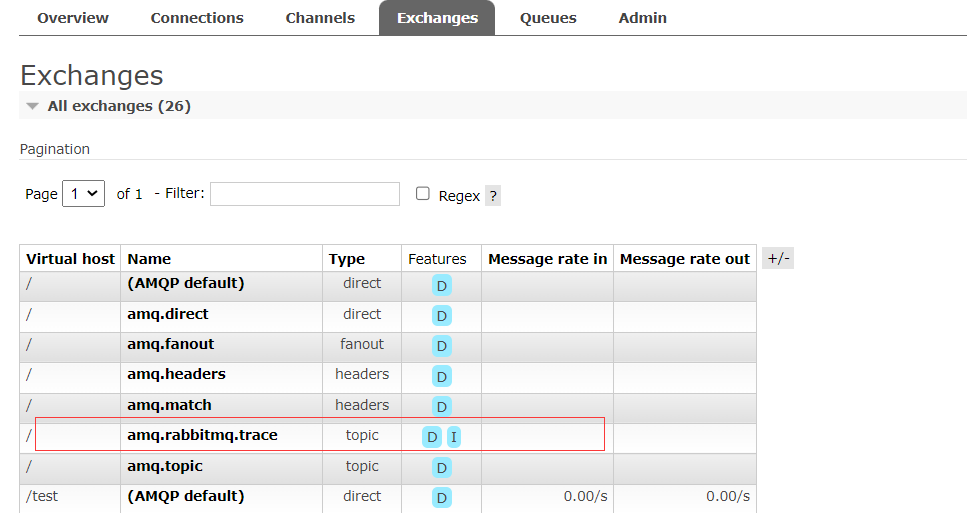 Overview Connections Channels Exchanges Queues Admin
Exchanges
All exchanges (26)
Pagination
Page 1 of 1 - Filter: Regex ?
Virtual host Name Type Features Message rate in Message rate out +/-
/ (AMQP default) direct D
/ amq.direct direct D
/ amq.fanout fanout D
/ amq.headers headers D
/ amq.match headers D
/ amq.rabbitmq.trace topic D I
/ amq.topic topic D
/test (AMQP default) direct D 0.00/s 0.00/s